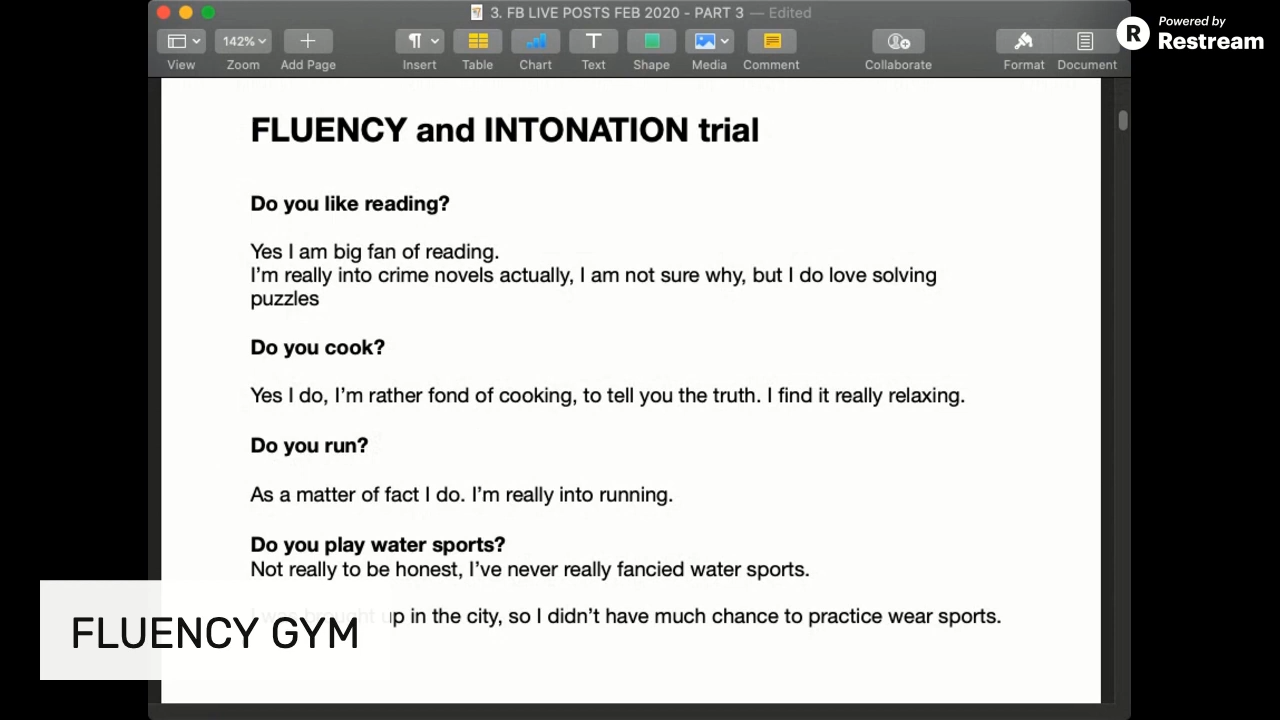 3. FB LIVE POSTS FEB 2020 - PART 3 — Edited
Powered by
Restream
R
142%
View
Zoom
Add Page
Insert
Table
Chart
Text
Shape
Media
Comment
Collaborate
Format
Document
FLUENCY and INTONATION trial
Do you like reading?
Yes I am big fan of reading.
I'm really into crime novels actually, I am not sure why, but I do love solving
puzzles
Do you cook?
Yes I do, I'm rather fond of cooking, to tell you the truth. I find it really relaxing.
Do you run?
As a matter of fact I do. I'm really into running.
Do you play water sports?
Not really to be honest, I've never really fancied water sports.
I was brought up in the city, so I didn't have much chance to practice wear sports.
FLUENCY GYM